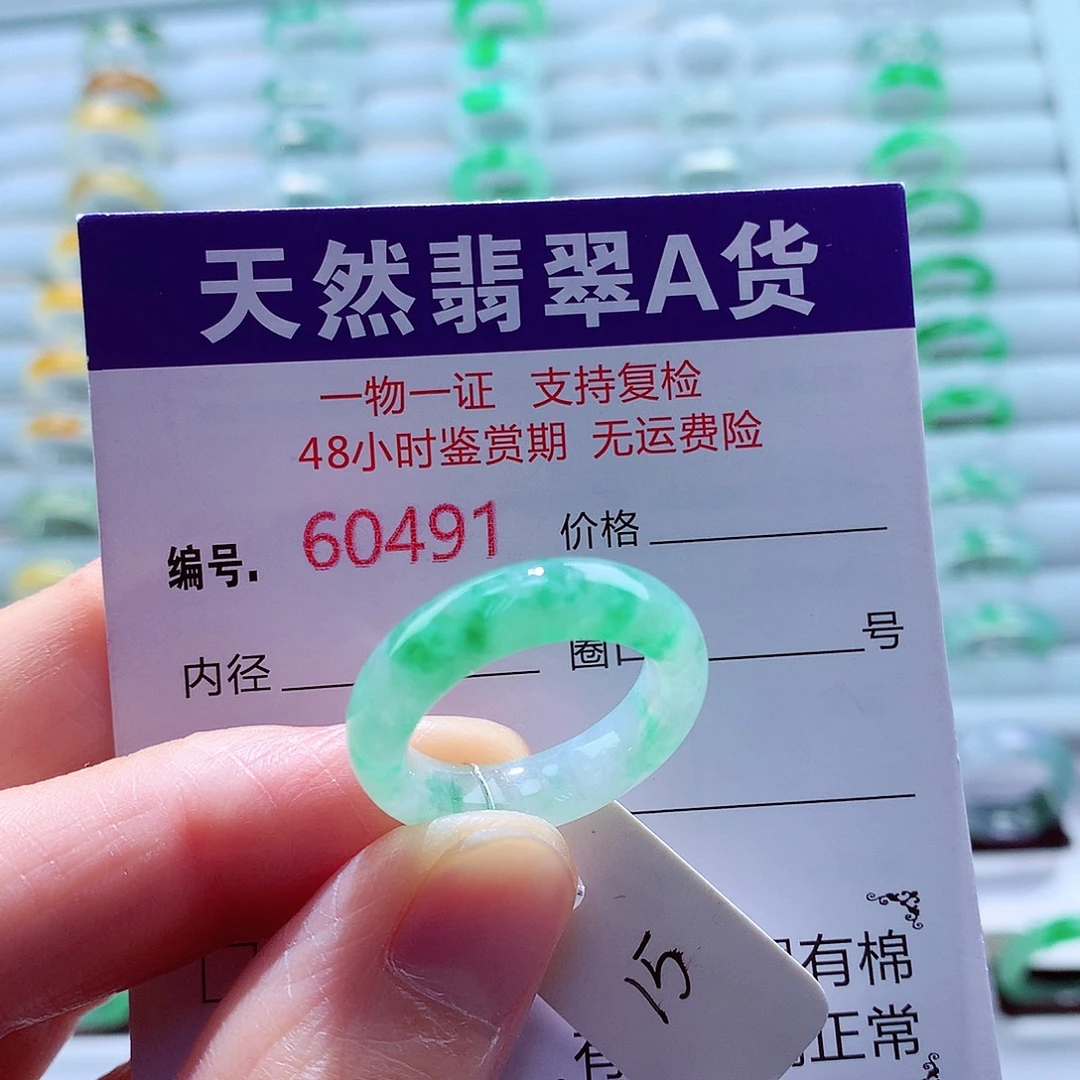 天然翡翠A货
一物一证 支持复检
48小时鉴赏期 无运费险
编号. 60491 价格
内径 圈 号
15
有棉
有 正常